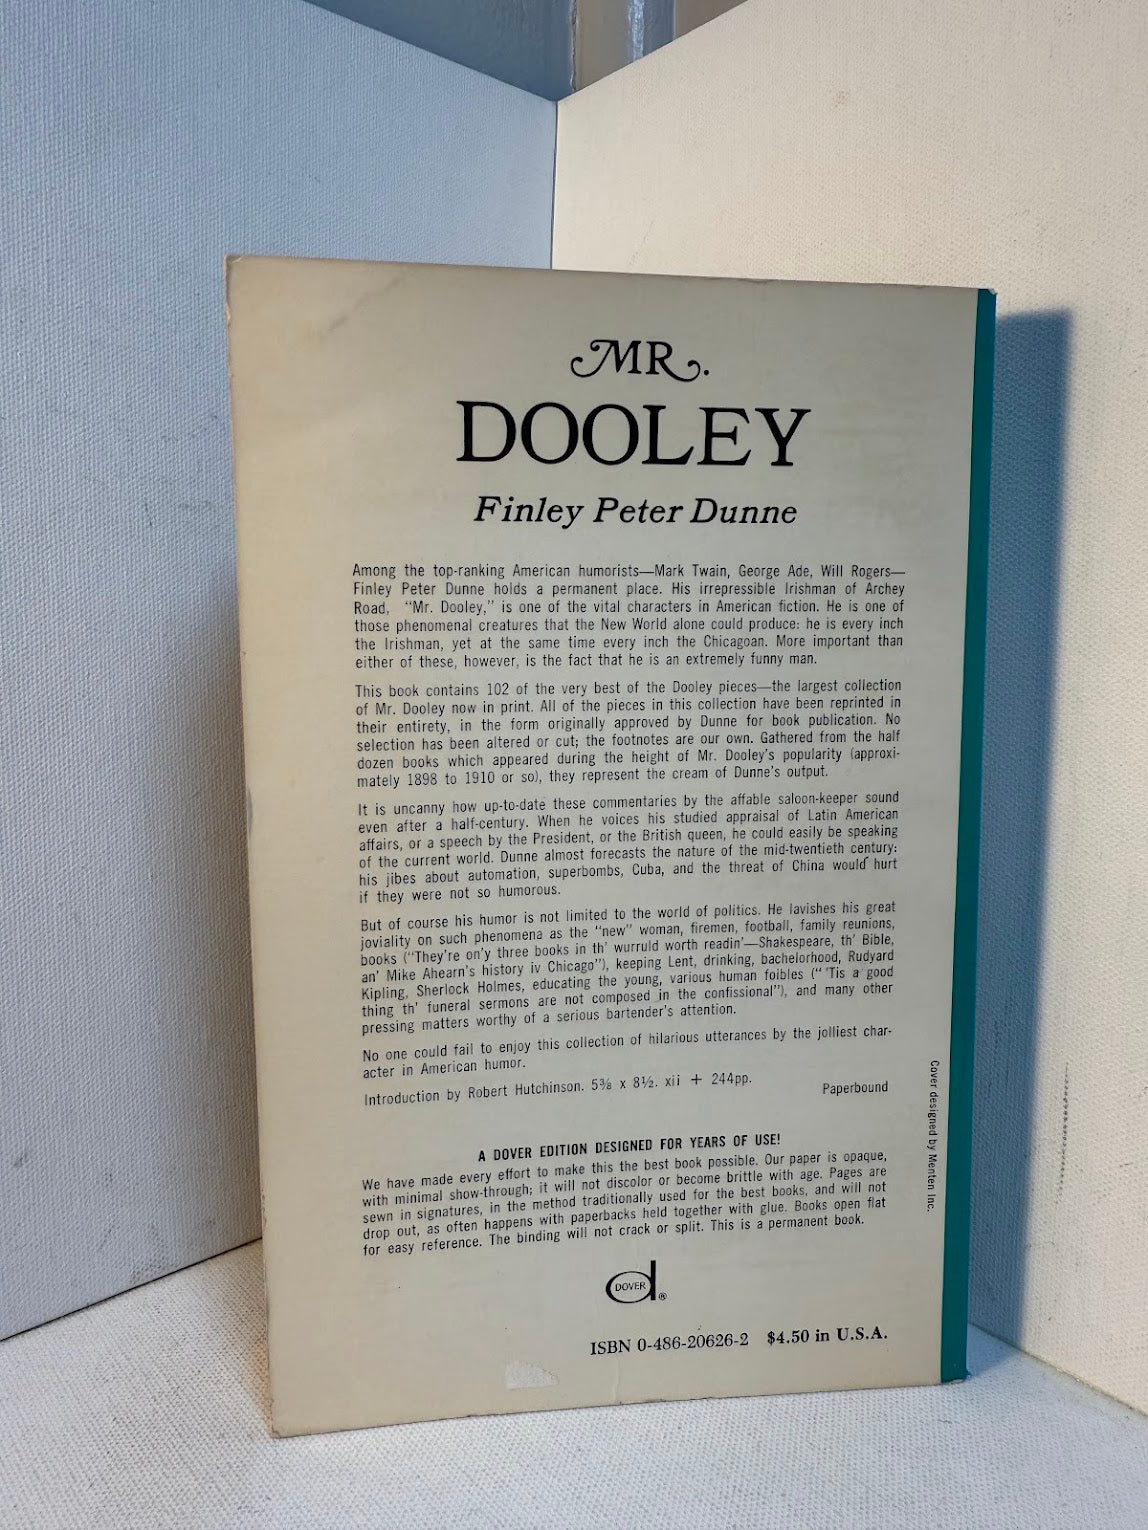 MR.
DOOLEY
Finley Peter Dunne
Among the top-ranking American humorists—Mark Twain, George Ade, Will Rogers—
Finley Peter Dunne holds a permanent place. His irrepressible Irishman of Archey
Road, "Mr. Dooley," is one of the vital characters in American fiction. He is one of
those phenomenal creatures that the New World alone could produce: he is every inch
the Irishman, yet at the same time every inch the Chicagoan. More important than
either of these, however, is the fact that he is an extremely funny man.
This book contains 102 of the very best of the Dooley pieces—the largest collection
of Mr. Dooley now in print. All of the pieces in this collection have been reprinted in
their entirety, in the form originally approved by Dunne for book publication. No
selection has been altered or cut; the footnotes are our own. Gathered from the half
dozen books which appeared during the height of Mr. Dooley's popularity (approxi-
mately 1898 to 1910 or so), they represent the cream of Dunne's output.
It is uncanny how up-to-date these commentaries by the affable saloon-keeper sound
even after a half-century. When he voices his studied appraisal of Latin American
affairs, or a speech by the President, or the British queen, he could easily be speaking
of the current world. Dunne almost forecasts the nature of the mid-twentieth century:
his jibes about automation, superbombs, Cuba, and the threat of China would hurt
if they were not so humorous.
But of course his humor is not limited to the world of politics. He lavishes his great
joviality on such phenomena as the "new" woman, firemen, football, family reunions,
books ("They're on'y three books in th' wurruld worth readin'—Shakespeare, th' Bible,
an' Mike Ahearn's history iv Chicago"), keeping Lent, drinking, bachelorhood, Rudyard
Kipling, Sherlock Holmes, educating the young, various human foibles (" 'Tis a good
thing th' funeral sermons are not composed in the confissional"), and many other
pressing matters worthy of a serious bartender's attention.
No one could fail to enjoy this collection of hilarious utterances by the jolliest char-
acter in American humor.
Introduction by Robert Hutchinson. 5⅜ x 8½. xii + 244pp.
Paperbound
A DOVER EDITION DESIGNED FOR YEARS OF USE!
We have made every effort to make this the best book possible. Our paper is opaque,
with minimal show-through; it will not discolor or become brittle with age. Pages are
sewn in signatures, in the method traditionally used for the best books, and will not
drop out, as often happens with paperbacks held together with glue. Books open flat
for easy reference. The binding will not crack or split. This is a permanent book.
DOVER ®
ISBN 0-486-20626-2 $4.50 in U.S.A.
Cover designed by Menten Inc.